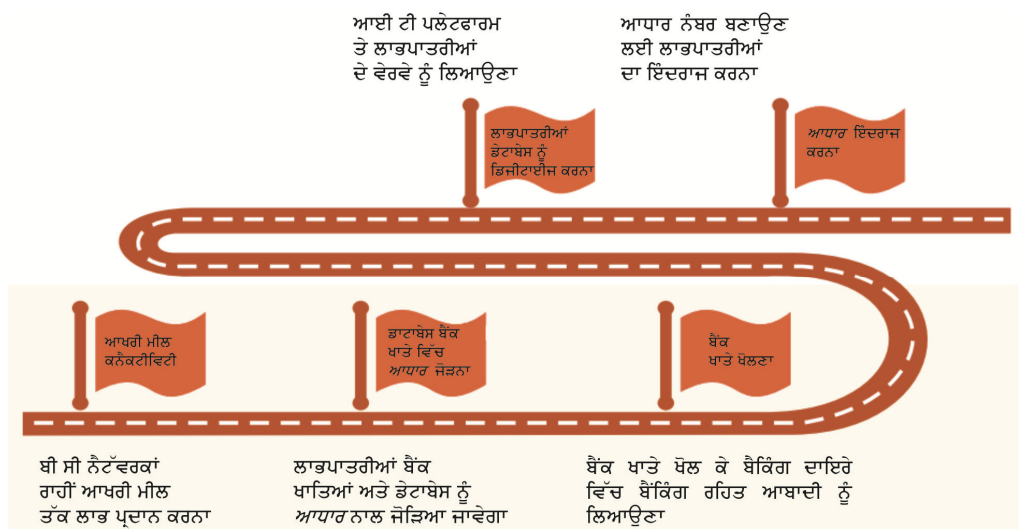 ਆਈ ਟੀ ਪਲੇਟਫਾਰਮ
ਤੇ ਲਾਭਪਾਤਰੀਆਂ
ਦੇ ਵੇਰਵੇ ਨੂੰ ਲਿਆਉਣਾ
ਆਧਾਰ ਨੰਬਰ ਬਣਾਉਣ
ਲਈ ਲਾਭਪਾਤਰੀਆਂ
ਦਾ ਇੰਦਰਾਜ ਕਰਨਾ
ਲਾਭਪਾਤਰੀਆਂ
ਡੇਟਾਬੇਸ ਨੂੰ
ਡਿਜੀਟਾਈਜ ਕਰਨਾ
ਆਧਾਰ ਇੰਦਰਾਜ
ਕਰਨਾ
ਆਖਰੀ ਮੀਲ
ਕਨੈਕਟੀਵਿਟੀ
ਡਾਟਾਬੇਸ ਬੈਂਕ
ਖਾਤੇ ਵਿੱਚ
ਆਧਾਰ ਜੋੜਨਾ
ਬੈਂਕ
ਖਾਤੇ ਖੋਲਣਾ
ਬੀ ਸੀ ਨੈਟੱਵਰਕਾਂ
ਰਾਹੀਂ ਆਖਰੀ ਮੀਲ
ਤੱਕ ਲਾਭ ਪ੍ਰਦਾਨ ਕਰਨਾ
ਲਾਭਪਾਤਰੀਆਂ ਬੈਂਕ
ਖਾਤਿਆਂ ਅਤੇ ਡੇਟਾਬੇਸ ਨੂੰ
ਆਧਾਰ ਨਾਲ ਜੋੜਿਆ ਜਾਵੇਗਾ
ਬੈਂਕ ਖਾਤੇ ਖੋਲ ਕੇ ਬੈਕਿੰਗ ਦਾਇਰੇ
ਵਿੱਚ ਬੈਂਕਿੰਗ ਰਹਿਤ ਆਬਾਦੀ ਨੂੰ
ਲਿਆਉਣਾ